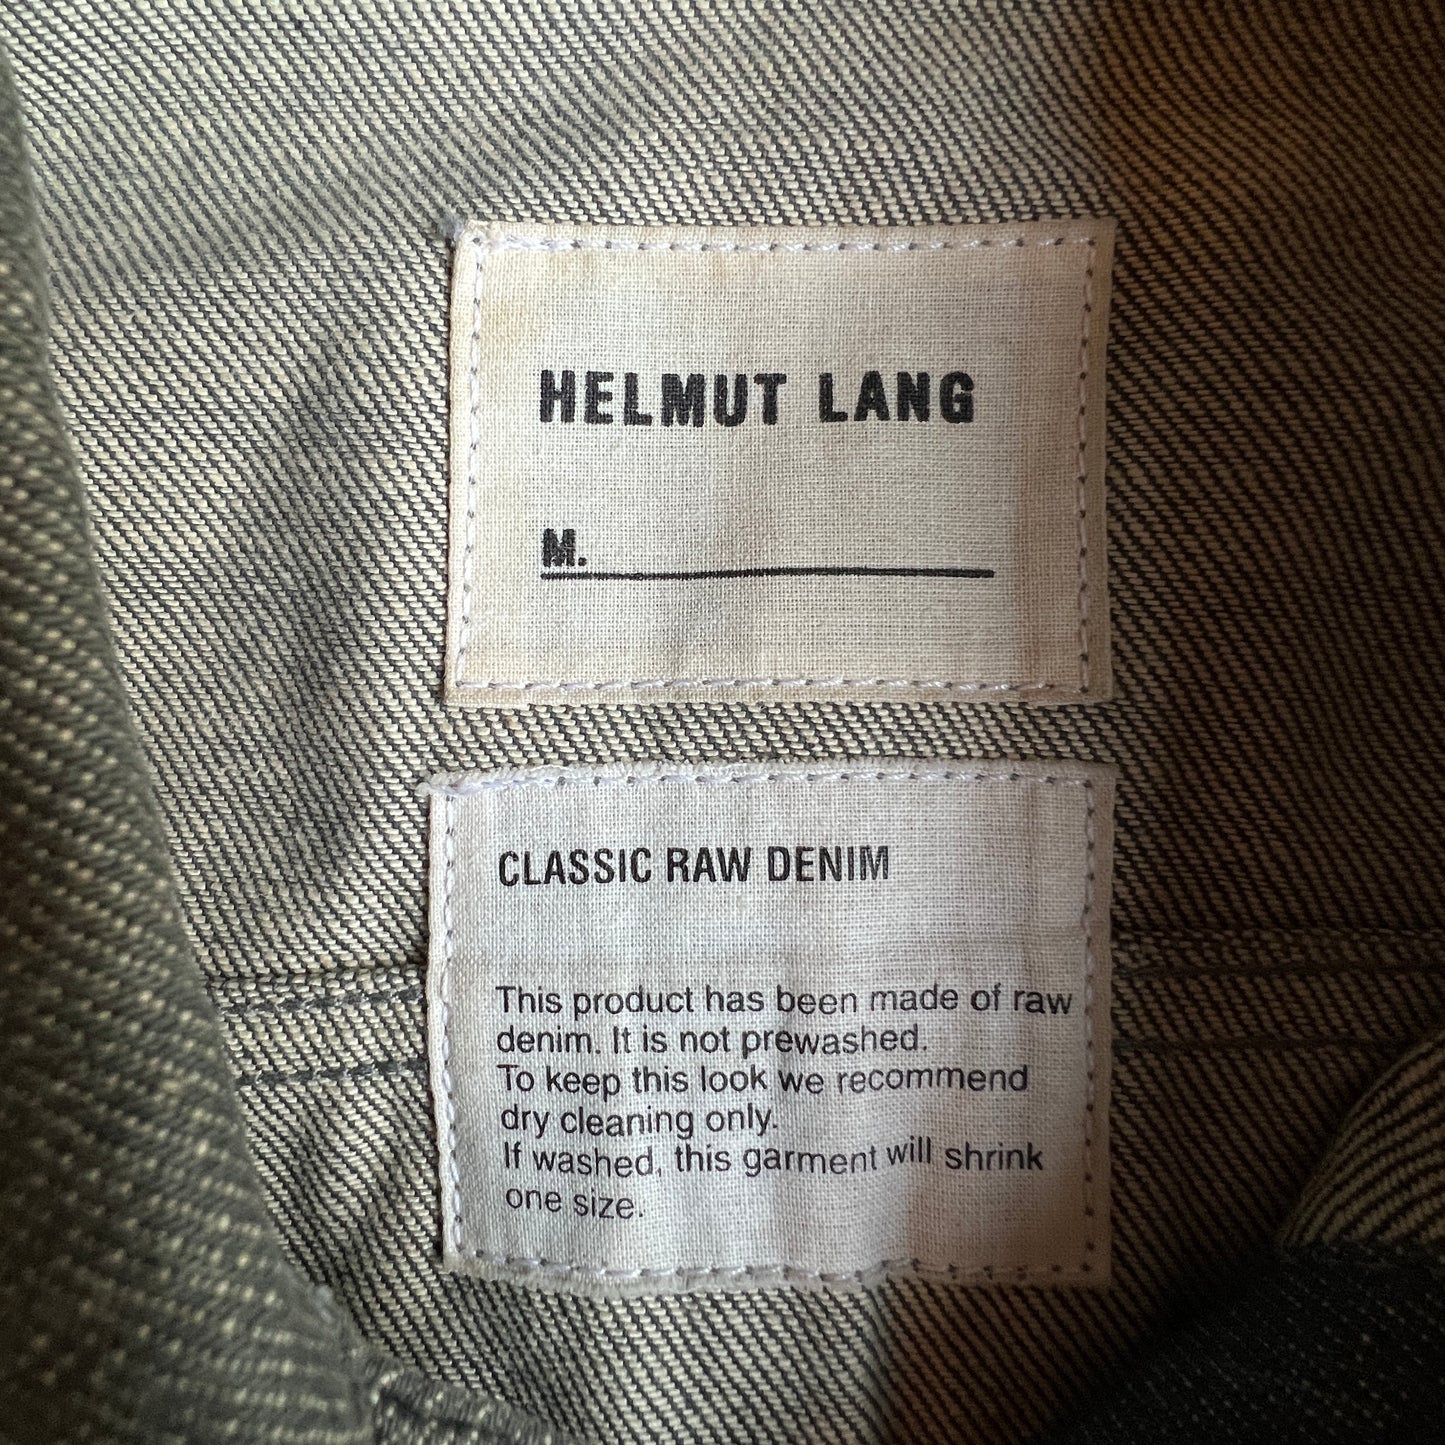 HELMUT LANG
M.
CLASSIC RAW DENIM
This product has been made of raw
denim. It is not prewashed.
To keep this look we recommend
dry cleaning only.
If washed, this garment will shrink
one size.